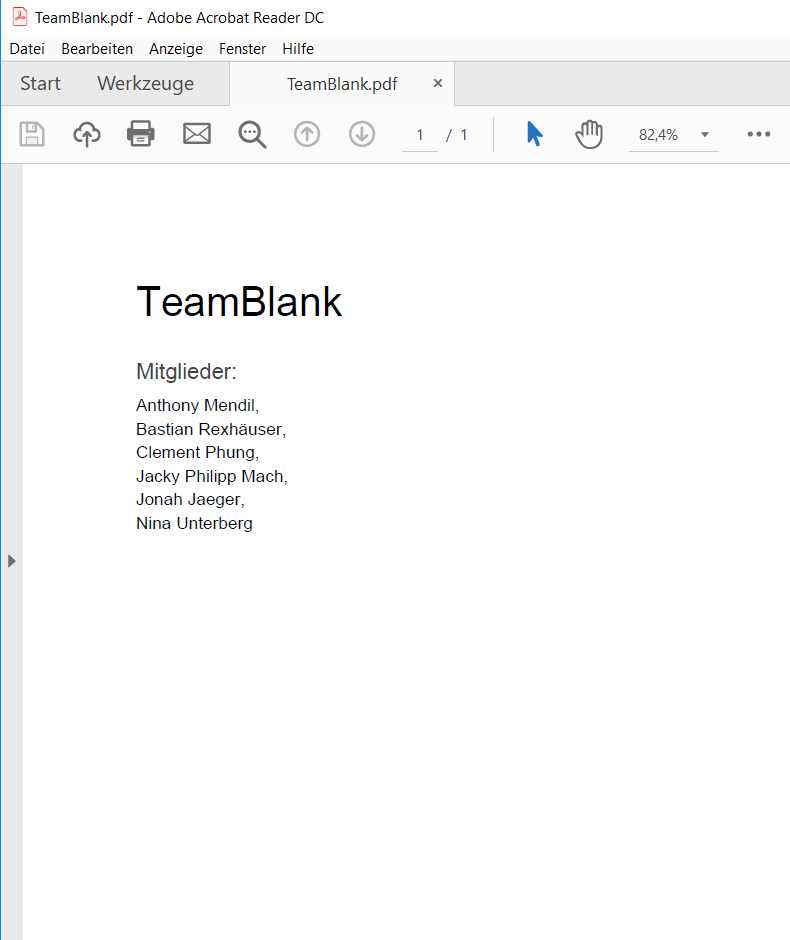 TeamBlank.pdf - Adobe Acrobat Reader DC
Datei Bearbeiten Anzeige Fenster Hilfe
Start Werkzeuge TeamBlank.pdf ×
1 / 1 82,4%
TeamBlank
Mitglieder:
Anthony Mendil,
Bastian Rexhäuser,
Clement Phung,
Jacky Philipp Mach,
Jonah Jaeger,
Nina Unterberg